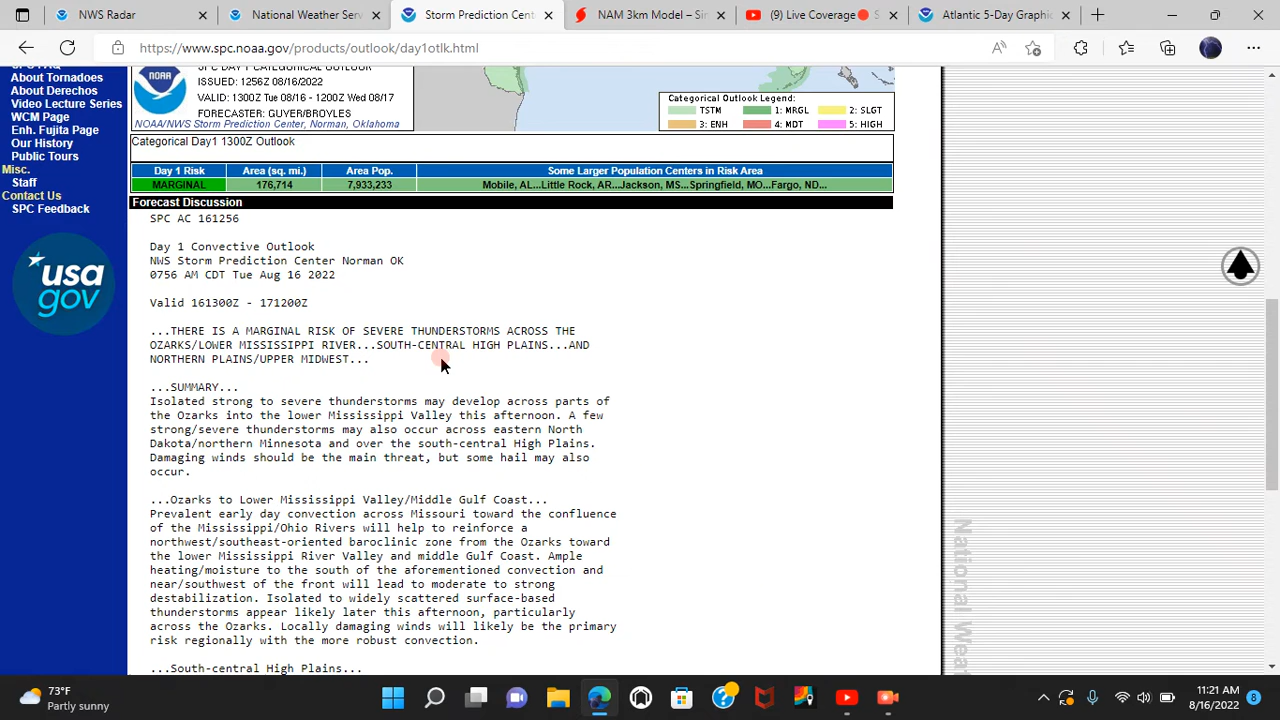 NWS Radar
National Weather Serv
Storm Prediction Cent
NAM 3km Model – Sim
(1) Live Coverage
S
Atlantic 5-Day Graphic
https://www.spc.noaa.gov/products/outlook/day1otlk.html
About Tornadoes
About Derechos
Video Lecture Series
WCM Page
Enh. Fujita Page
Our History
Public Tours
Misc.
Staff
Contact Us
SPC Feedback
usa
gov
NOAA
SPC DAY 1 CATEGORICAL OUTLOOK
ISSUED: 1256Z 08/16/2022
VALID: 1300Z Tue 08/16 - 1200Z Wed 08/17
FORECASTER: GUYER/BROYLES
NOAA/NWS Storm Prediction Center, Norman, Oklahoma
Categorical Outlook Legend:
TSTM 1: MRGL 2: SLGT
3: ENH 4: MDT 5: HIGH
Categorical Day1 1300Z Outlook
Day 1 Risk Area (sq. mi.) Area Pop. Some Larger Population Centers in Risk Area
MARGINAL 176,714 7,933,233 Mobile, AL...Little Rock, AR...Jackson, MS...Springfield, MO...Fargo, ND...
Forecast Discussion
SPC AC 161256
Day 1 Convective Outlook
NWS Storm Prediction Center Norman OK
0756 AM CDT Tue Aug 16 2022
Valid 161300Z - 171200Z
...THERE IS A MARGINAL RISK OF SEVERE THUNDERSTORMS ACROSS THE
OZARKS/LOWER MISSISSIPPI RIVER...SOUTH-CENTRAL HIGH PLAINS...AND
NORTHERN PLAINS/UPPER MIDWEST...
...SUMMARY...
Isolated strong to severe thunderstorms may develop across parts of
the Ozarks into the lower Mississippi Valley this afternoon. A few
strong/severe thunderstorms may also occur across eastern North
Dakota/northern Minnesota and over the south-central High Plains.
Damaging winds should be the main threat, but some hail may also
occur.
...Ozarks to Lower Mississippi Valley/Middle Gulf Coast...
Prevalent early day convection across Missouri toward the confluence
of the Mississippi/Ohio Rivers will help to reinforce a
northwest/southeast-oriented baroclinic zone from the Ozarks toward
the lower Mississippi River Valley and middle Gulf Coast. Ample
heating/moisture to the south of the aforementioned convection and
near/southwest of the front will lead to moderate to strong
destabilization. Isolated to widely scattered surface-based
thunderstorms appear likely later this afternoon, particularly
across the Ozarks. Locally damaging winds will likely be the primary
risk regionally with the more robust convection.
...South-central High Plains...
National Weat
73°F
Partly sunny
11:21 AM
8/16/2022
8